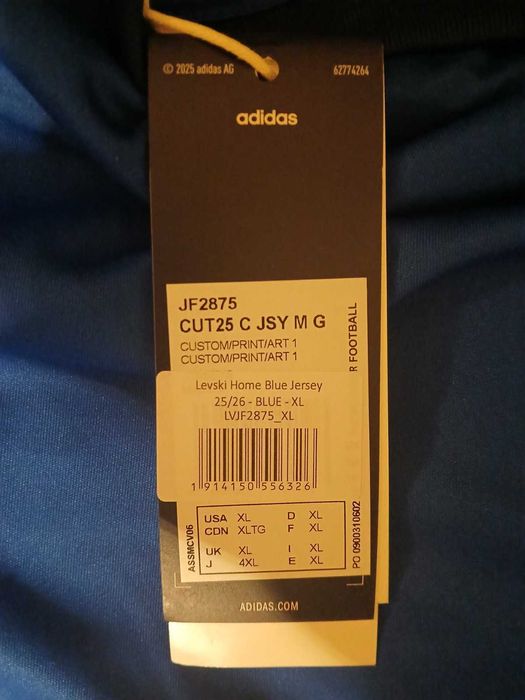 © 2025 adidas AG 62774264
adidas
JF2875
CUT25 C JSY M G
CUSTOM/PRINT/ART 1
CUSTOM/PRINT/ART 1
R FOOTBALL
Levski Home Blue Jersey
25/26 - BLUE - XL
LVJF2875_XL
1 914150 556326
ASSMCV06
USA XL D XL
CDN XLTG F XL
UK XL I XL
J 4XL E XL
PO 0900310602
ADIDAS.COM